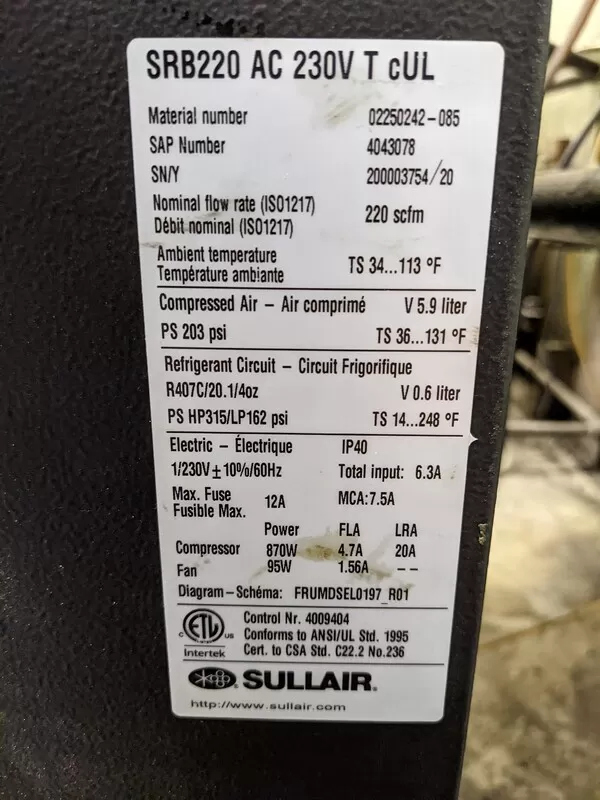 SRB220 AC 230V T cUL
Material number 02250242-085
SAP Number 4043078
SN/Y 200003754/20
Nominal flow rate (ISO1217)
Débit nominal (ISO1217) 220 scfm
Ambient temperature
Température ambiante TS 34...113 ºF
Compressed Air - Air comprimé V 5.9 liter
PS 203 psi TS 36...131 ºF
Refrigerant Circuit - Circuit Frigorifique
R407C/20.1/4oz V 0.6 liter
PS HP315/LP162 psi TS 14...248 ºF
Electric - Électrique IP40
1/230V±10%/60Hz Total input: 6.3A
Max. Fuse
Fusible Max. 12A MCA:7.5A
Power FLA LRA
Compressor 870W 4.7A 20A
Fan 95W 1.56A --
Diagram-Schéma: FRUMDSEL0197_R01
Control Nr. 4009404
Conforms to ANSI/UL Std. 1995
Cert. to CSA Std. C22.2 No.236
C ETL US
Intertek
SULLAIR®
http://www.sullair.com